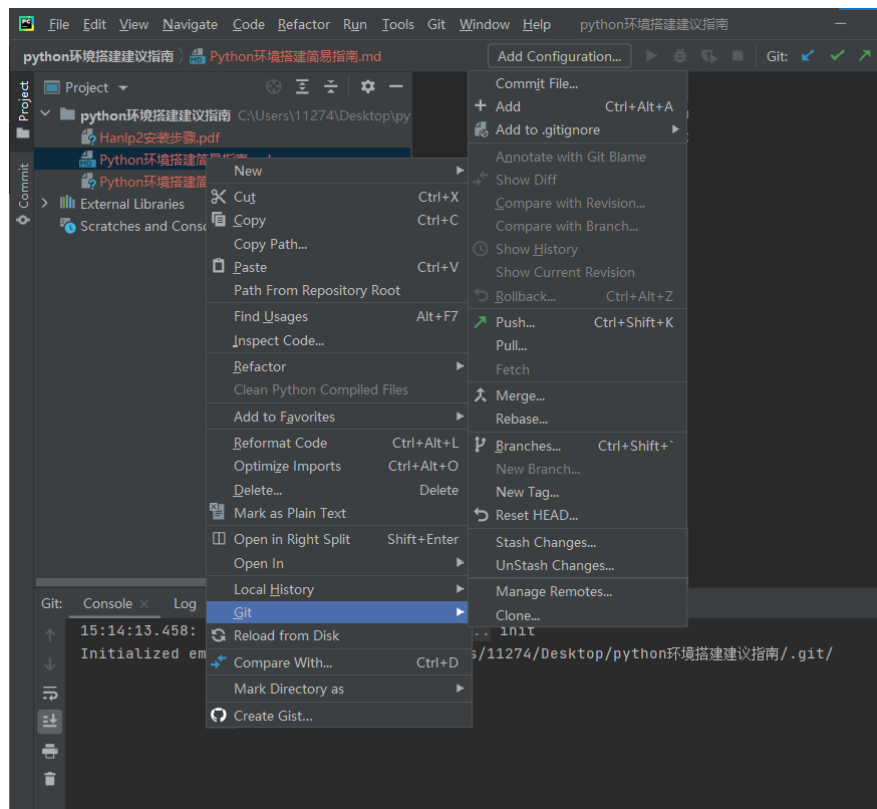 PC File Edit View Navigate Code Refactor Run Tools Git Window Help python环境搭建建议指南
python环境搭建建议指南 Python环境搭建简易指南.md Add Configuration... Git:
Project
Commit
Project
python环境搭建建议指南 C:\Users\11274\Desktop\py
Hanlp2安装步骤.pdf
Python环境搭建简易指南
Python环境搭建简
External Libraries
Scratches and Conso
New
Cut Ctrl+X
Copy Ctrl+C
Copy Path...
Paste Ctrl+V
Path From Repository Root
Find Usages Alt+F7
Inspect Code...
Refactor
Clean Python Compiled Files
Add to Favorites
Reformat Code Ctrl+Alt+L
Optimize Imports Ctrl+Alt+O
Delete... Delete
Mark as Plain Text
Open in Right Split Shift+Enter
Open In
Local History
Git
Reload from Disk
Compare With... Ctrl+D
Mark Directory as
Create Gist...
Commit File...
Add Ctrl+Alt+A
Add to .gitignore
Annotate with Git Blame
Show Diff
Compare with Revision...
Compare with Branch...
Show History
Show Current Revision
Rollback... Ctrl+Alt+Z
Push... Ctrl+Shift+K
Pull...
Fetch
Merge...
Rebase...
Branches... Ctrl+Shift+`
New Branch...
New Tag...
Reset HEAD...
Stash Changes...
UnStash Changes...
Manage Remotes...
Clone...
Git: Console Log
15:14:13.458: .. init
Initialized em s/11274/Desktop/python环境搭建建议指南/.git/